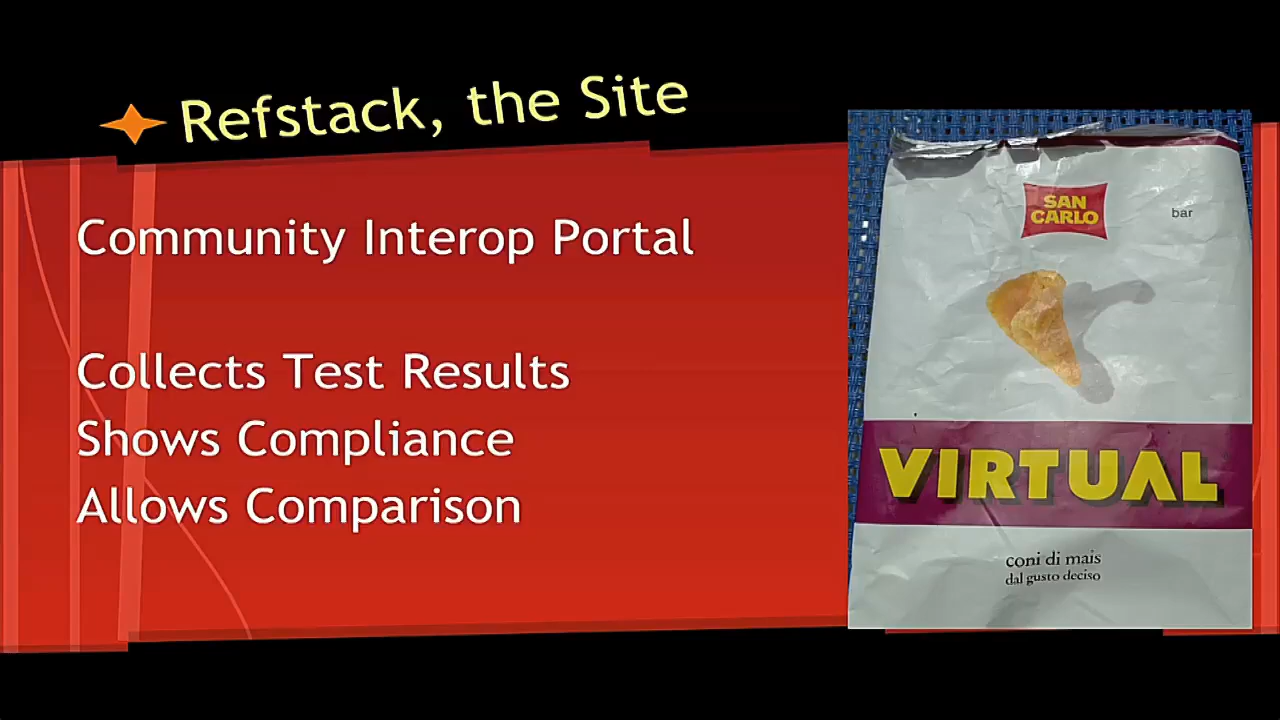 Refstack, the Site
Community Interop Portal
Collects Test Results
Shows Compliance
Allows Comparison
SAN
CARLO
bar
VIRTUAL
coni di mais
dal gusto deciso